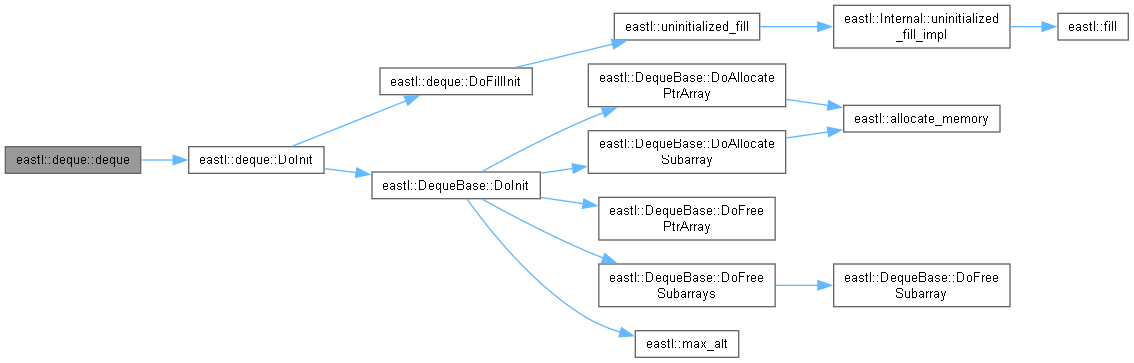 eastl::deque::deque
eastl::deque::DoInit
eastl::deque::DoFillInit
eastl::uninitialized_fill
eastl::Internal::uninitialized
_fill_impl
eastl::fill
eastl::DequeBase::DoInit
eastl::DequeBase::DoAllocate
PtrArray
eastl::allocate_memory
eastl::DequeBase::DoAllocate
Subarray
eastl::DequeBase::DoFree
PtrArray
eastl::DequeBase::DoFree
Subarrays
eastl::DequeBase::DoFree
Subarray
eastl::max_alt